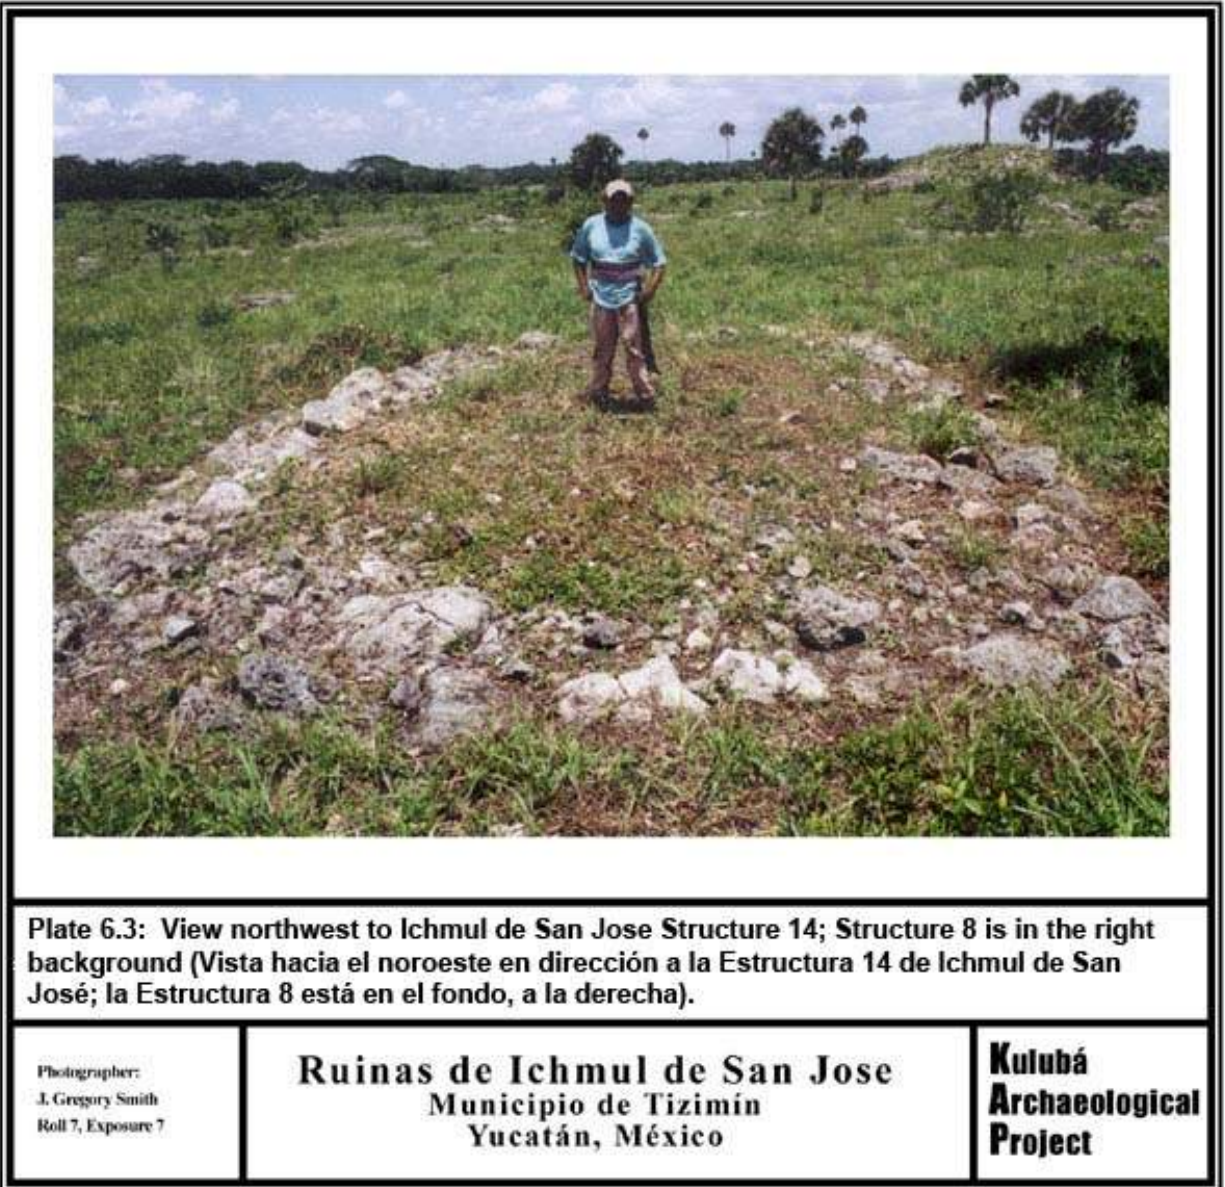 Plate 6.3: View northwest to Ichmul de San Jose Structure 14; Structure 8 is in the right
background (Vista hacia el noroeste en dirección a la Estructura 14 de Ichmul de San
José; la Estructura 8 está en el fondo, a la derecha).
Photographer:
J. Gregory Smith
Roll 7, Exposure 7
Ruinas de Ichmul de San Jose
Municipio de Tizimín
Yucatán, México
Kulubá
Archaeological
Project